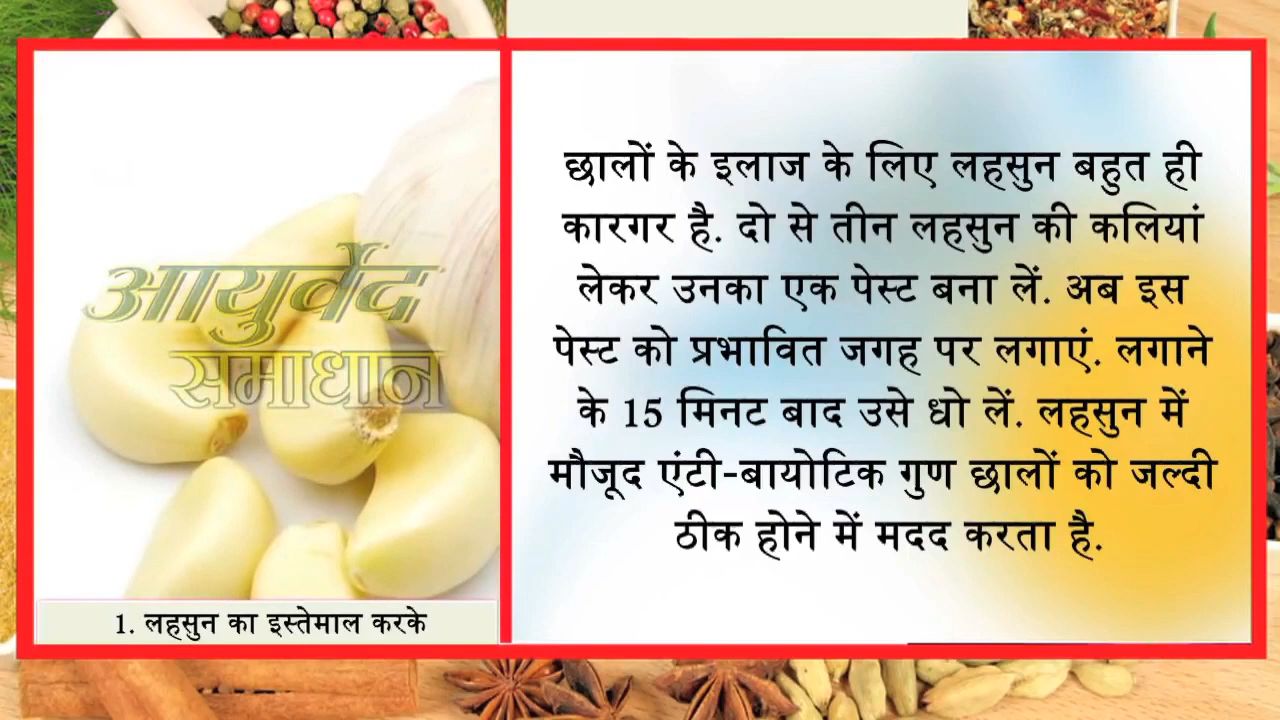 आयुर्वेद
समाधान
1. लहसुन का इस्तेमाल करके
छालों के इलाज के लिए लहसुन बहुत ही
कारगर है. दो से तीन लहसुन की कलियां
लेकर उनका एक पेस्ट बना लें. अब इस
पेस्ट को प्रभावित जगह पर लगाएं. लगाने
के 15 मिनट बाद उसे धो लें. लहसुन में
मौजूद एंटी-बायोटिक गुण छालों को जल्दी
ठीक होने में मदद करता है.